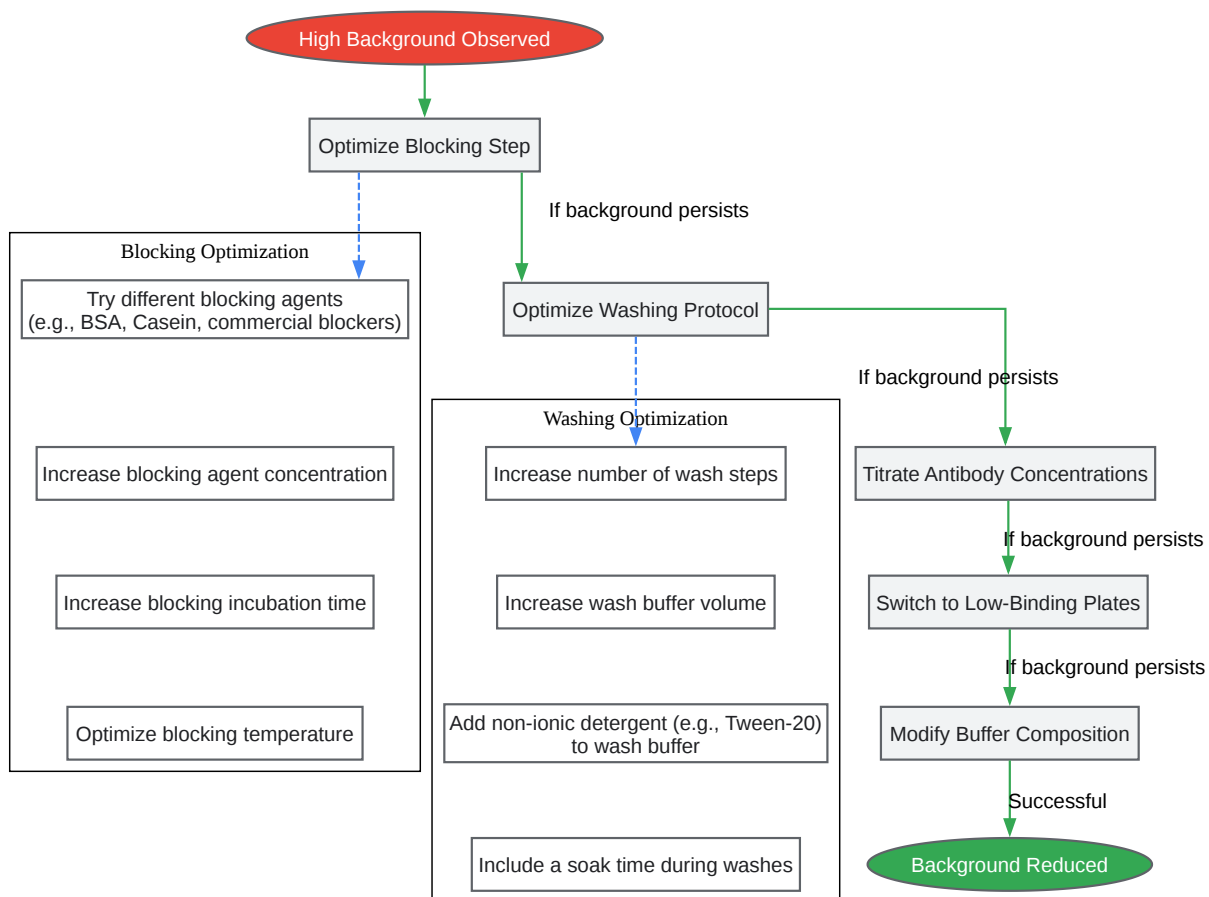 High Background Observed
Optimize Blocking Step
If background persists
Blocking Optimization
Try different blocking agents
(e.g., BSA, Casein, commercial blockers)
Increase blocking agent concentration
Increase blocking incubation time
Optimize blocking temperature
Optimize Washing Protocol
If background persists
Washing Optimization
Increase number of wash steps
Increase wash buffer volume
Add non-ionic detergent (e.g., Tween-20)
to wash buffer
Include a soak time during washes
Titrate Antibody Concentrations
If background persists
Switch to Low-Binding Plates
If background persists
Modify Buffer Composition
Successful
Background Reduced